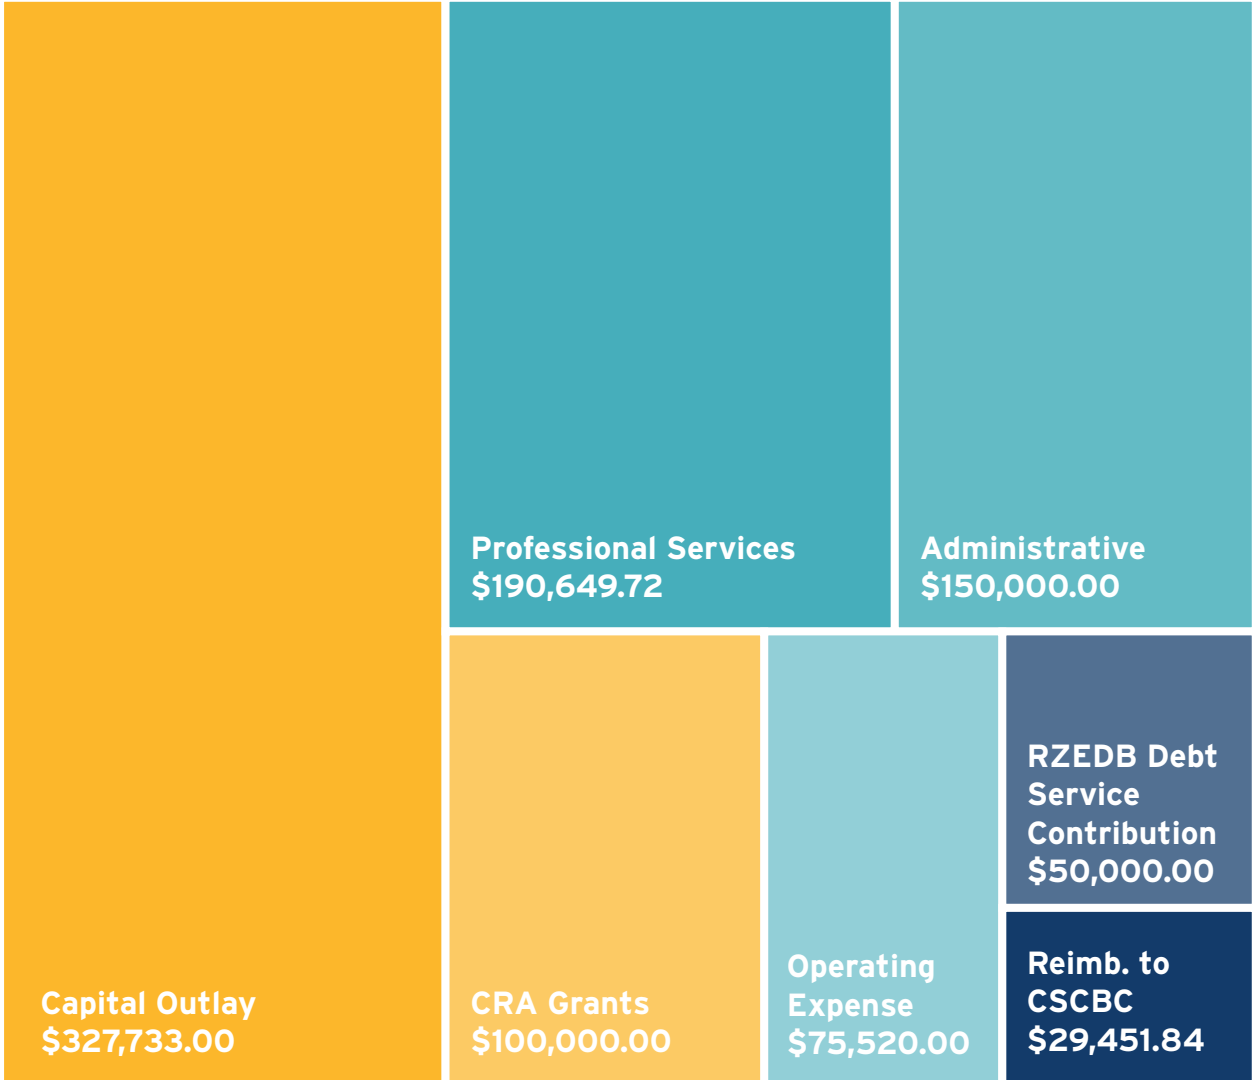 Professional Services
$190,649.72
Administrative
$150,000.00
RZEDB Debt
Service
Contribution
$50,000.00
Capital Outlay
$327,733.00
CRA Grants
$100,000.00
Operating
Expense
$75,520.00
Reimb. to
CSCBC
$29,451.84